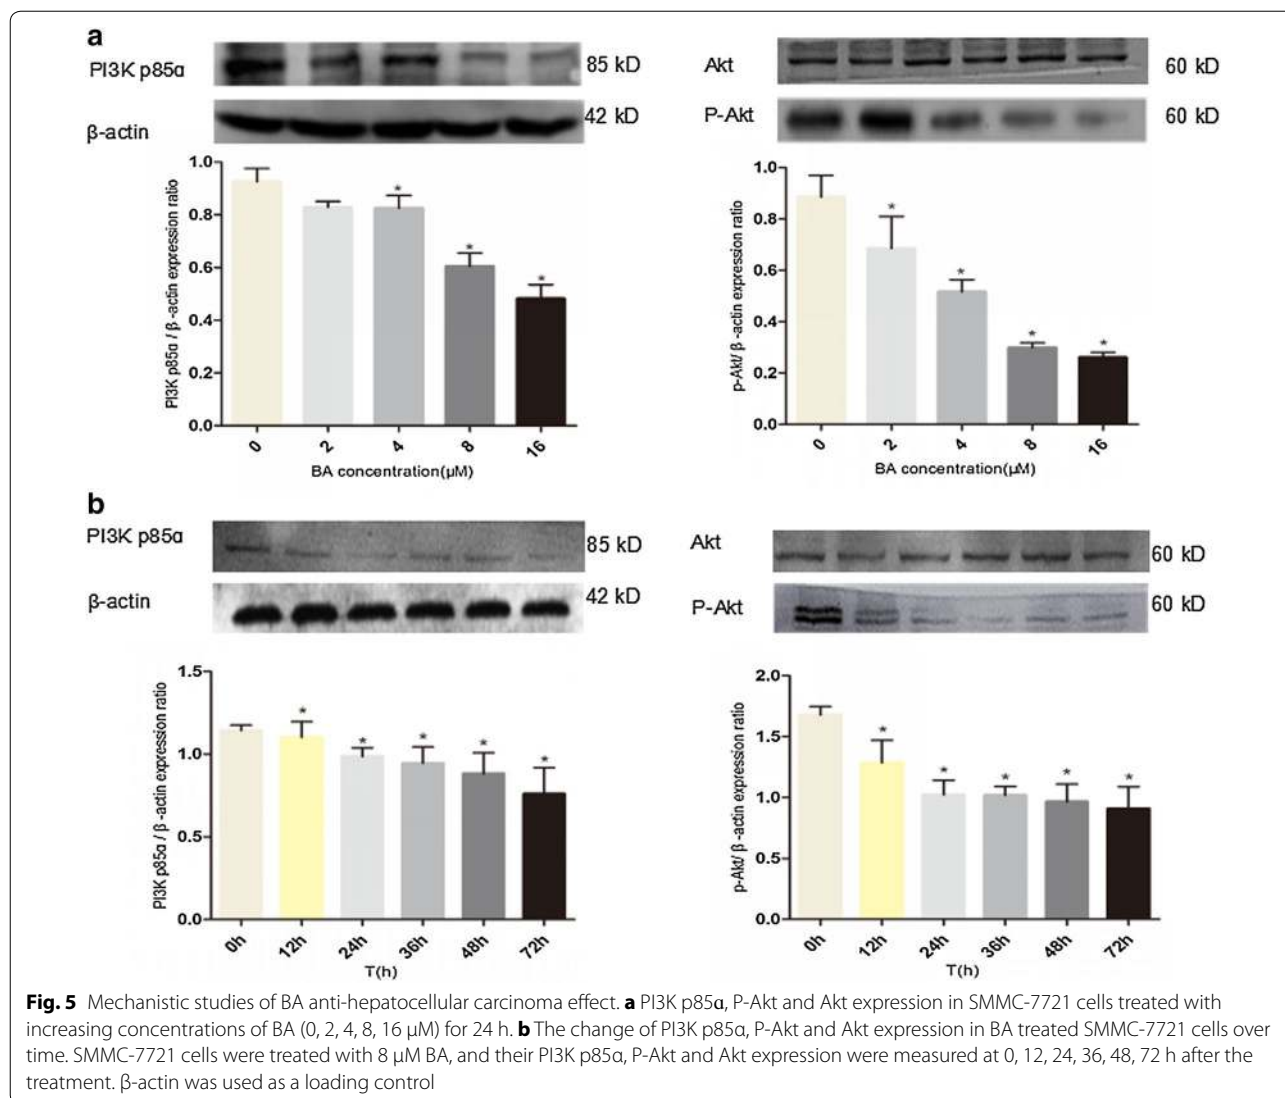 a
PI3K p85α
85 kD
β-actin
42 kD
Akt
60 kD
P-Akt
60 kD
PI3K p85α / β -actin expression ratio
1.0
0.8
0.6
0.4
0.2
0.0
* * *
0 2 4 8 16
BA concentration(μM)
p-Akt/ β -actin expression ratio
1.0
0.8
0.6
0.4
0.2
0.0
* * * *
0 2 4 8 16
BA concentration(μM)
b
PI3K p85α
85 kD
β-actin
42 kD
Akt
60 kD
P-Akt
60 kD
PI3K p85α / β -actin expression ratio
1.5
1.0
0.5
0.0
* * * * *
0h 12h 24h 36h 48h 72h
T(h)
p-Akt/ β -actin expression ratio
2.0
1.5
1.0
0.5
0.0
* * * * *
0h 12h 24h 36h 48h 72h
T(h)
Fig. 5 Mechanistic studies of BA anti-hepatocellular carcinoma effect. a PI3K p85α, P-Akt and Akt expression in SMMC-7721 cells treated with
increasing concentrations of BA (0, 2, 4, 8, 16 μM) for 24 h. b The change of PI3K p85α, P-Akt and Akt expression in BA treated SMMC-7721 cells over
time. SMMC-7721 cells were treated with 8 μM BA, and their PI3K p85α, P-Akt and Akt expression were measured at 0, 12, 24, 36, 48, 72 h after the
treatment. β-actin was used as a loading control